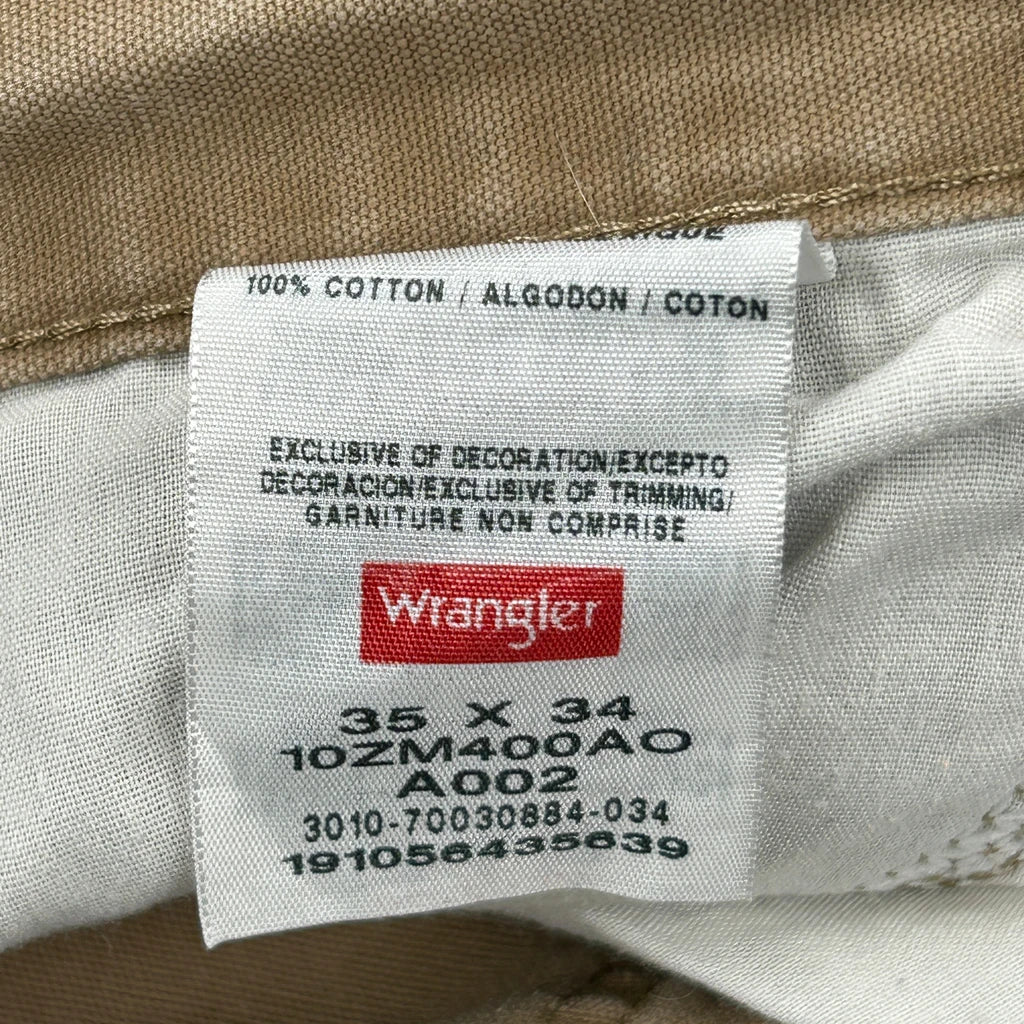 100% COTTON / ALGODON / COTON
EXCLUSIVE OF DECORATION/EXCEPTO
DECORACION/EXCLUSIVE OF TRIMMING/
GARNITURE NON COMPRISE
Wrangler
35 X 34
10ZM400AO
A002
3010-70030884-034
191056435639